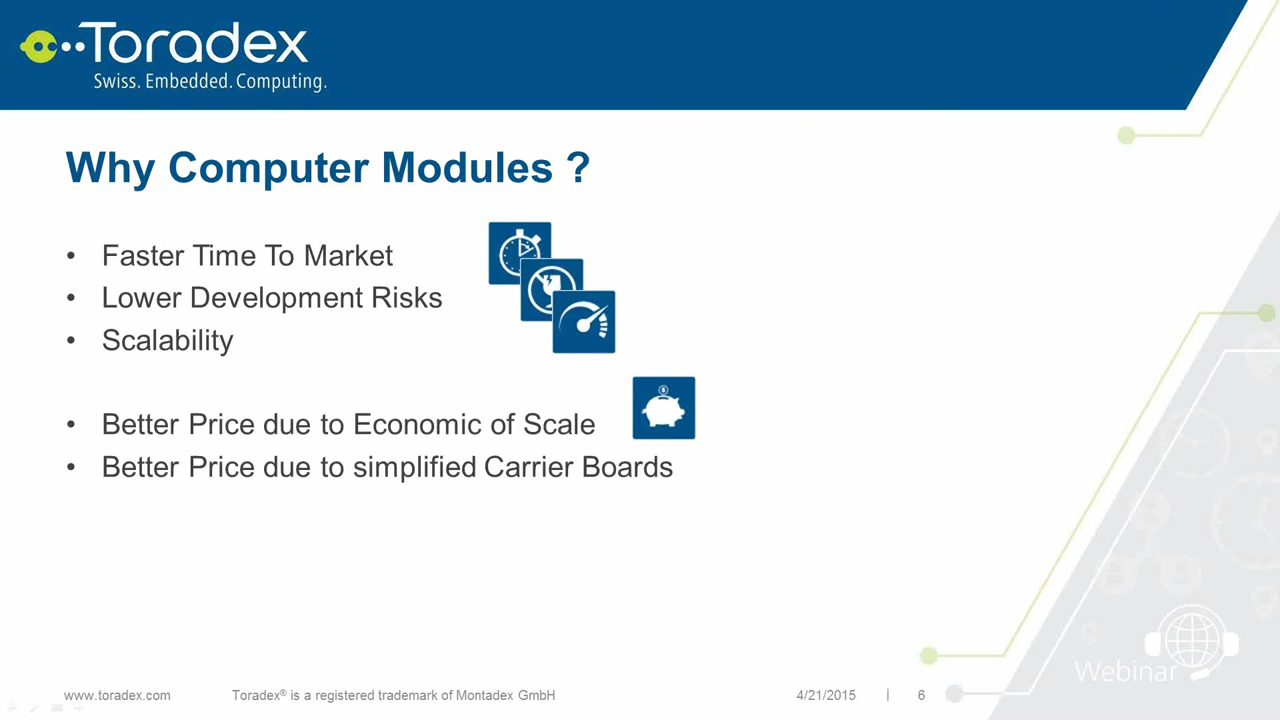 Toradex
Swiss. Embedded. Computing.
Why Computer Modules ?
• Faster Time To Market
• Lower Development Risks
• Scalability
• Better Price due to Economic of Scale
• Better Price due to simplified Carrier Boards
Webinar
www.toradex.com Toradex® is a registered trademark of Montadex GmbH 4/21/2015 | 6